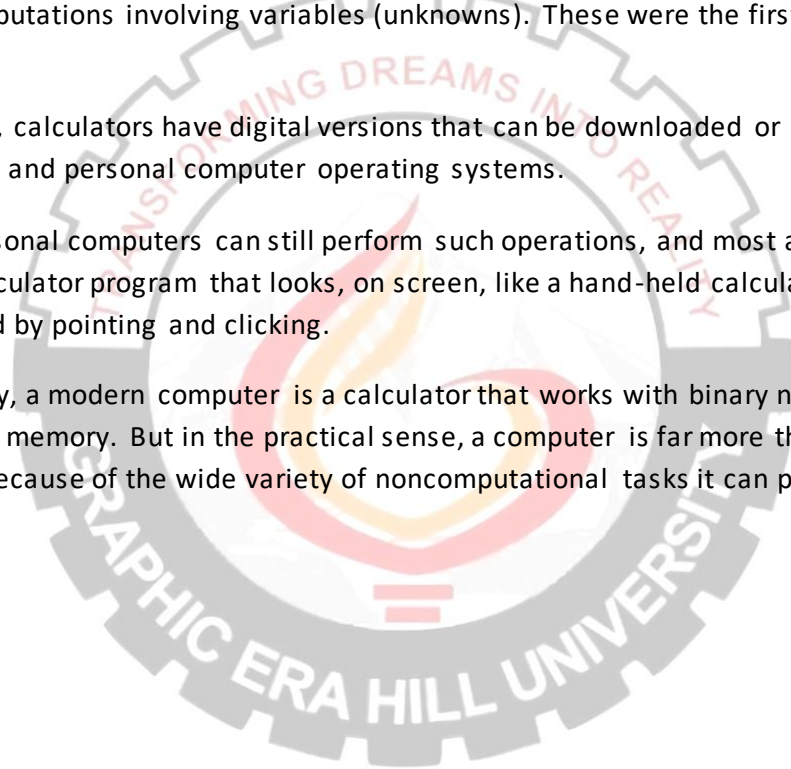 putations involving variables (unknowns). These were the first
, calculators have digital versions that can be downloaded or
and personal computer operating systems.
sonal computers can still perform such operations, and most a
culator program that looks, on screen, like a hand-held calcula
d by pointing and clicking.
y, a modern computer is a calculator that works with binary n
memory. But in the practical sense, a computer is far more th
ecause of the wide variety of noncomputational tasks it can p
TRANSFORMING DREAMS INTO REALITY
GRAPHIC ERA HILL UNIVERSITY